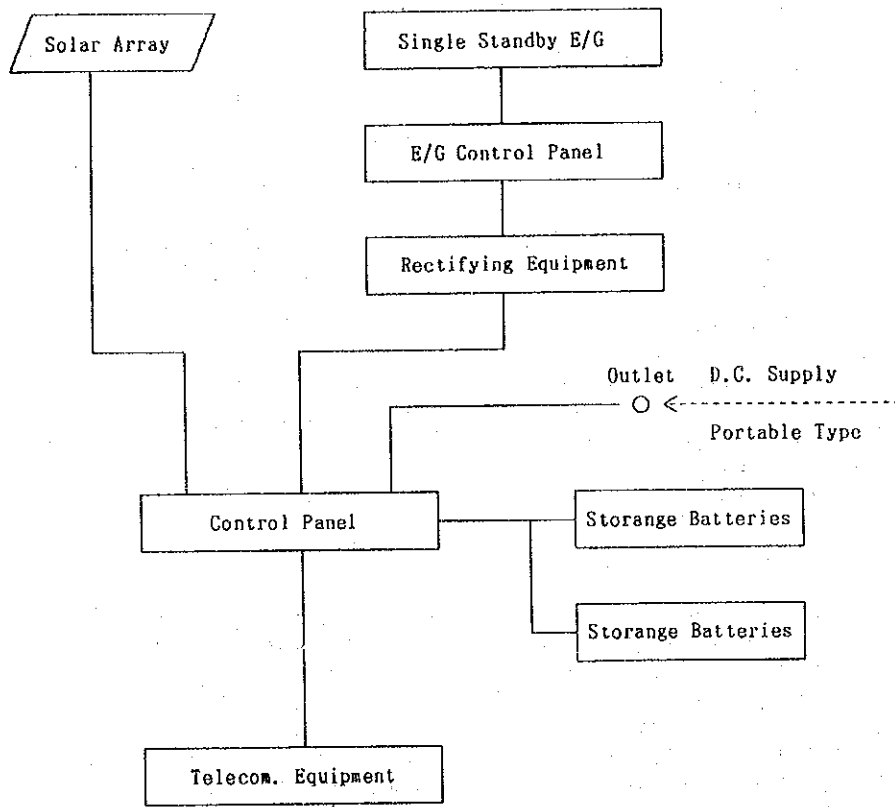 Solar Array
Single Standby E/G
E/G Control Panel
Rectifying Equipment
Outlet D.C. Supply
Portable Type
Control Panel
Storange Batteries
Storange Batteries
Telecom. Equipment